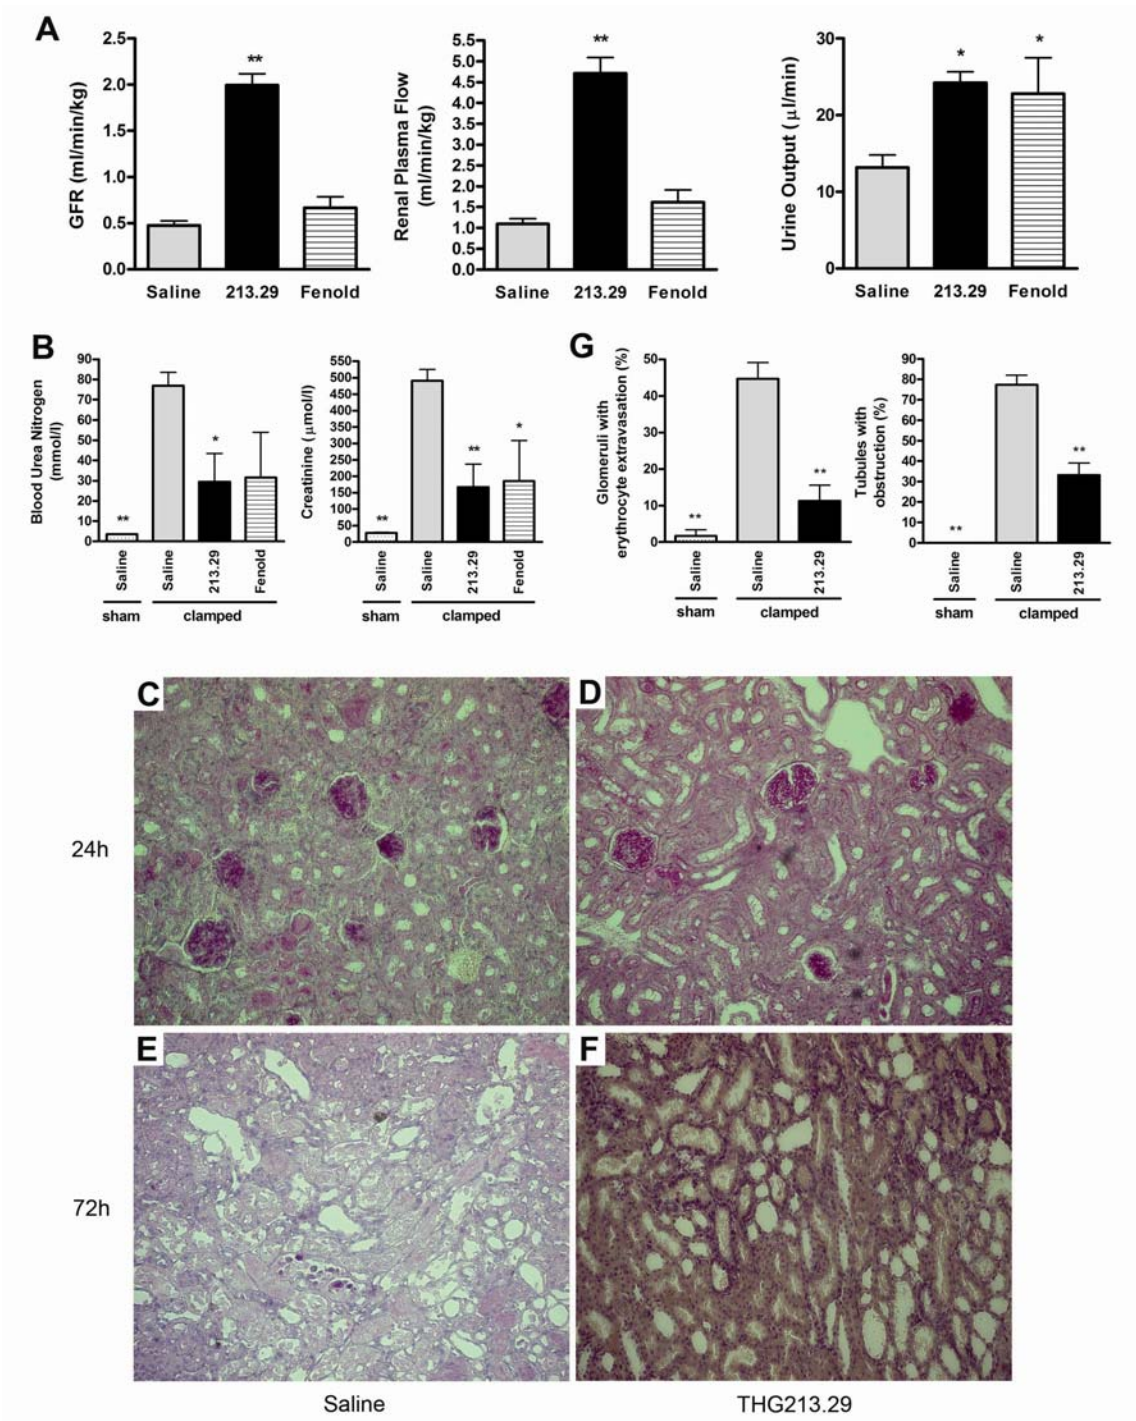 A
GFR (ml/min/kg)
2.5
2.0
1.5
1.0
0.5
0.0
**
Saline 213.29 Fenold
Renal Plasma Flow
(ml/min/kg)
5.5
5.0
4.5
4.0
3.5
3.0
2.5
2.0
1.5
1.0
0.5
0.0
**
Saline 213.29 Fenold
Urine Output (μl/min)
30
20
10
0
*
*
Saline 213.29 Fenold
B
Blood Urea Nitrogen
(mmol/l)
90
80
70
60
50
40
30
20
10
0
**
*
Saline
Saline
213.29
Fenold
sham
clamped
Creatinine (μmol/l)
550
500
450
400
350
300
250
200
150
100
50
0
**
**
*
Saline
Saline
213.29
Fenold
sham
clamped
G
Glomeruli with
erythrocyte extravasation (%)
50
40
30
20
10
0
**
**
Saline
Saline
213.29
sham
clamped
Tubules with
obstruction (%)
90
80
70
60
50
40
30
20
10
0
**
**
Saline
Saline
213.29
sham
clamped
C
D
24h
E
F
72h
Saline
THG213.29